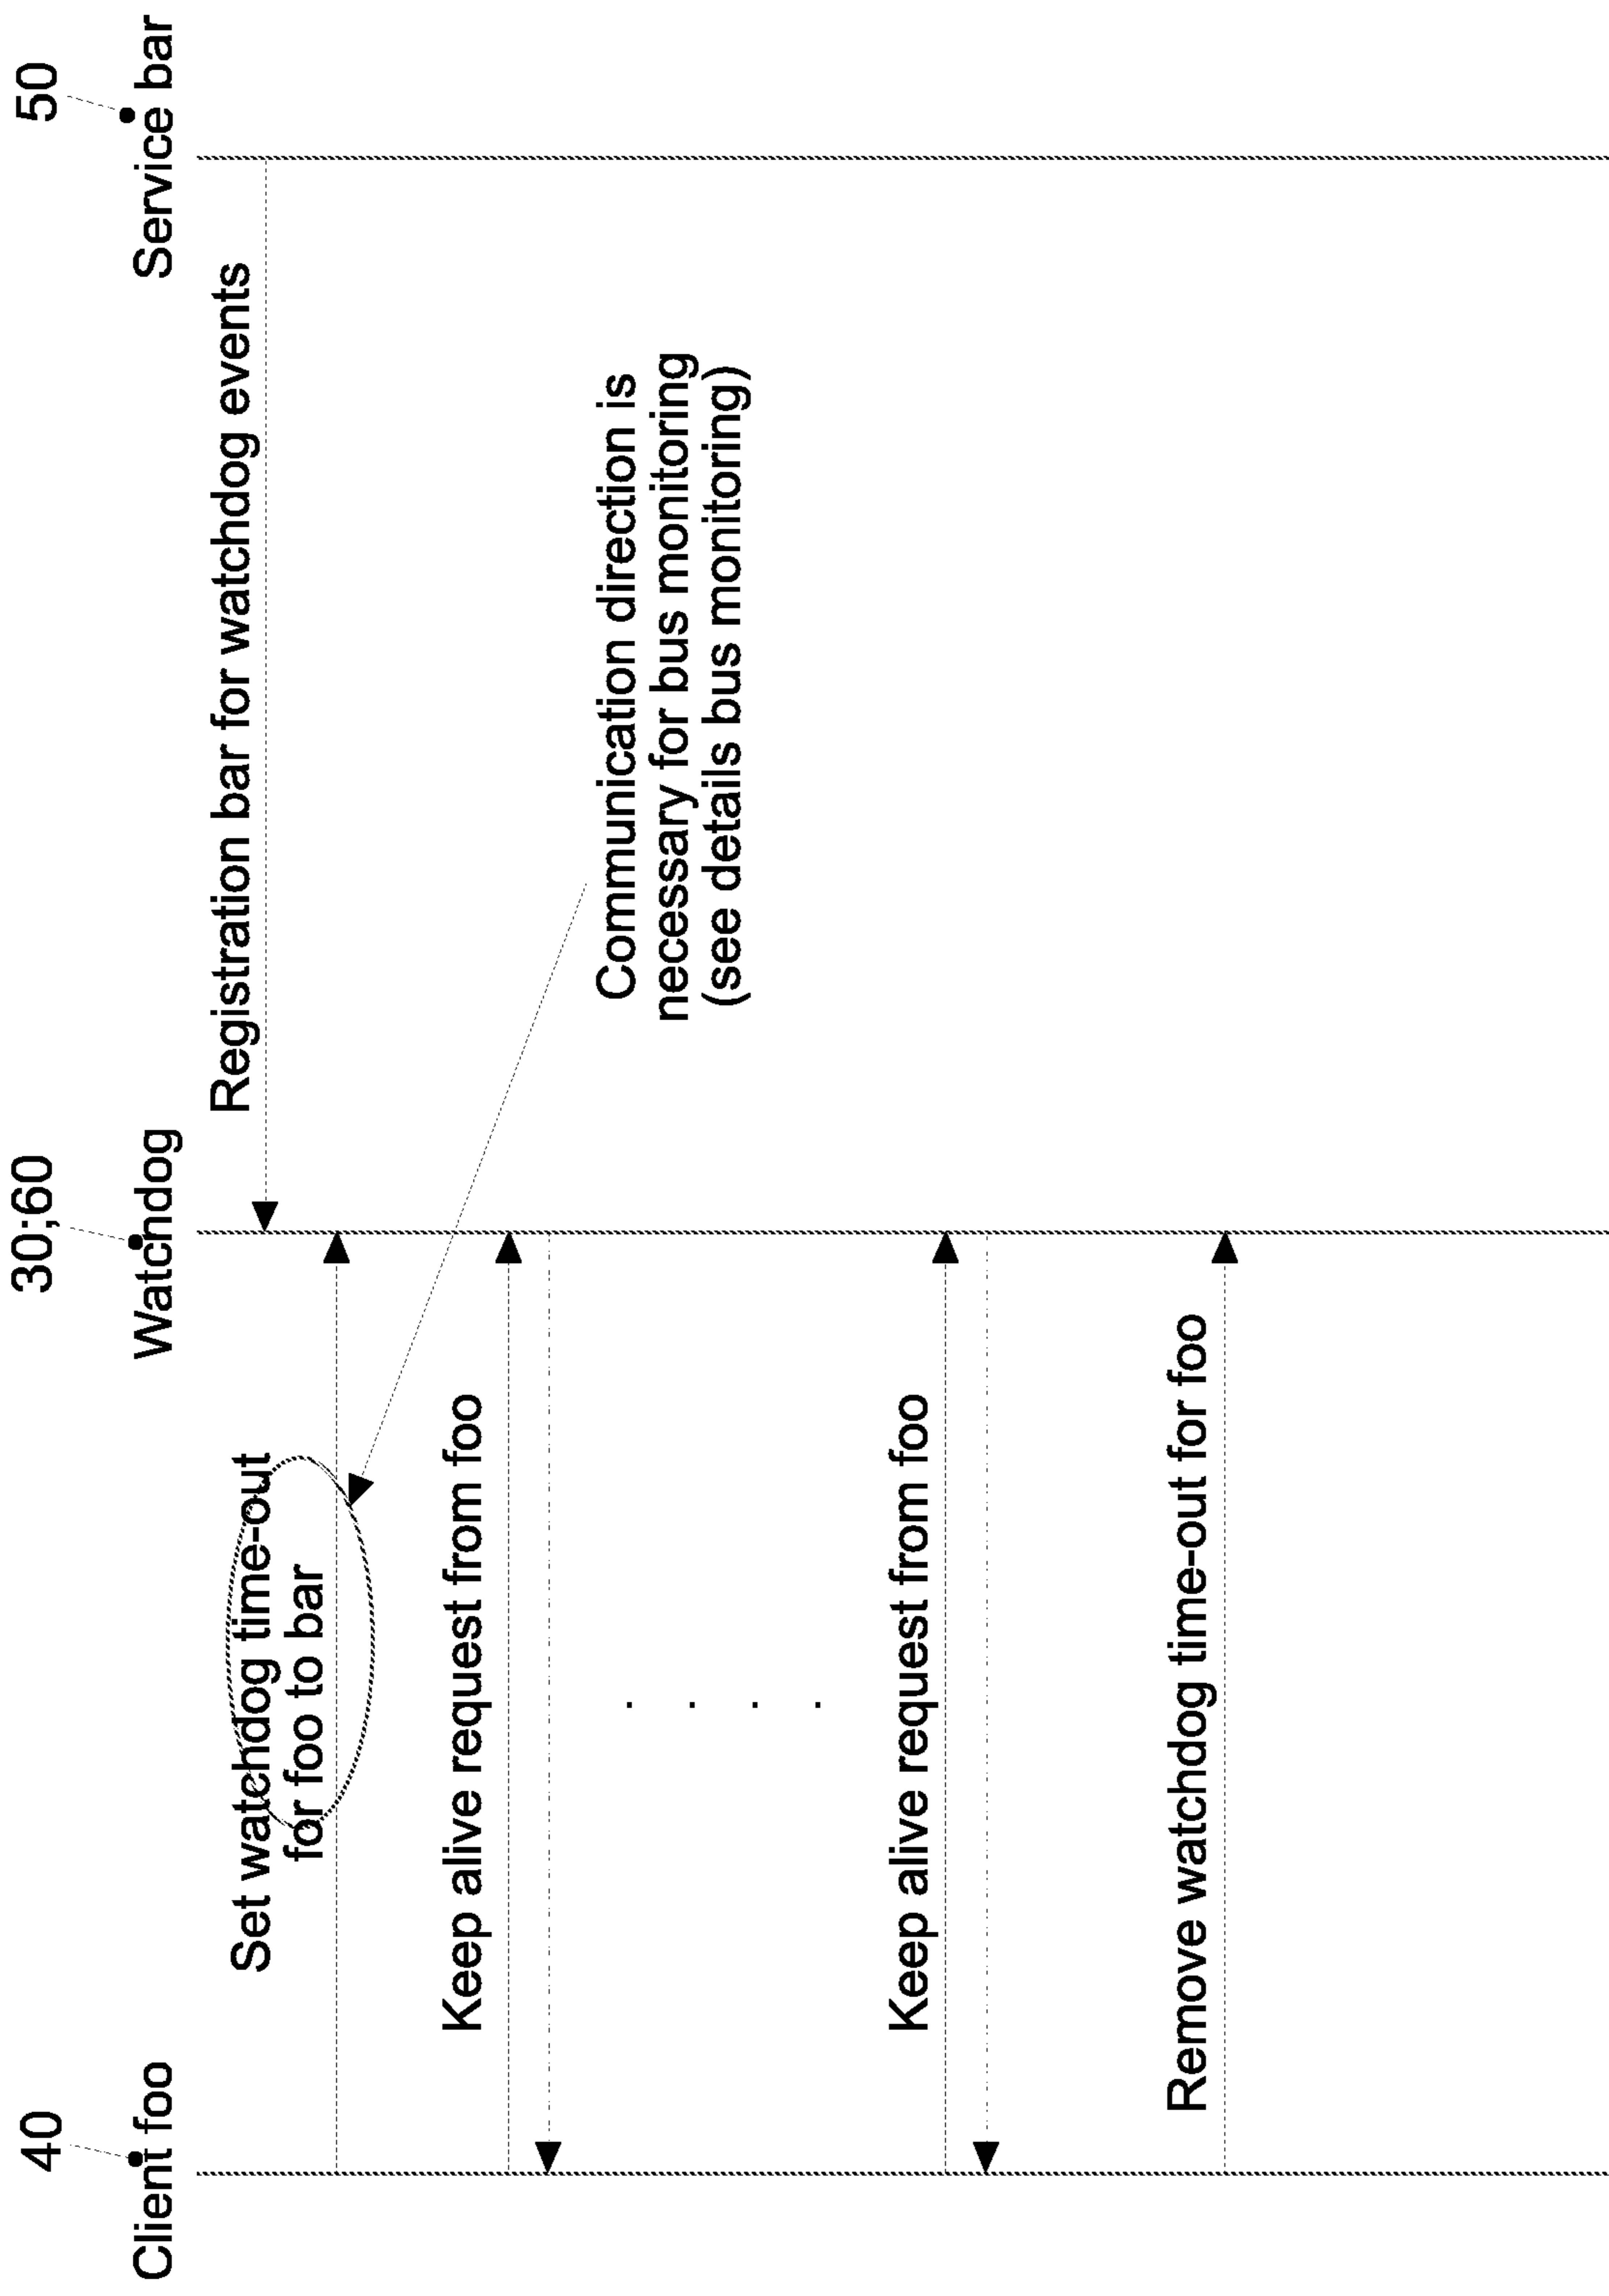 40
30;60
50
Client foo
Watchdog
Service bar
Registration bar for watchdog events
Set watchdog time-out
for foo to bar
Keep alive request from foo
Communication direction is
necessary for bus monitoring
(see details bus monitoring)
. . . .
Keep alive request from foo
Remove watchdog time-out for foo